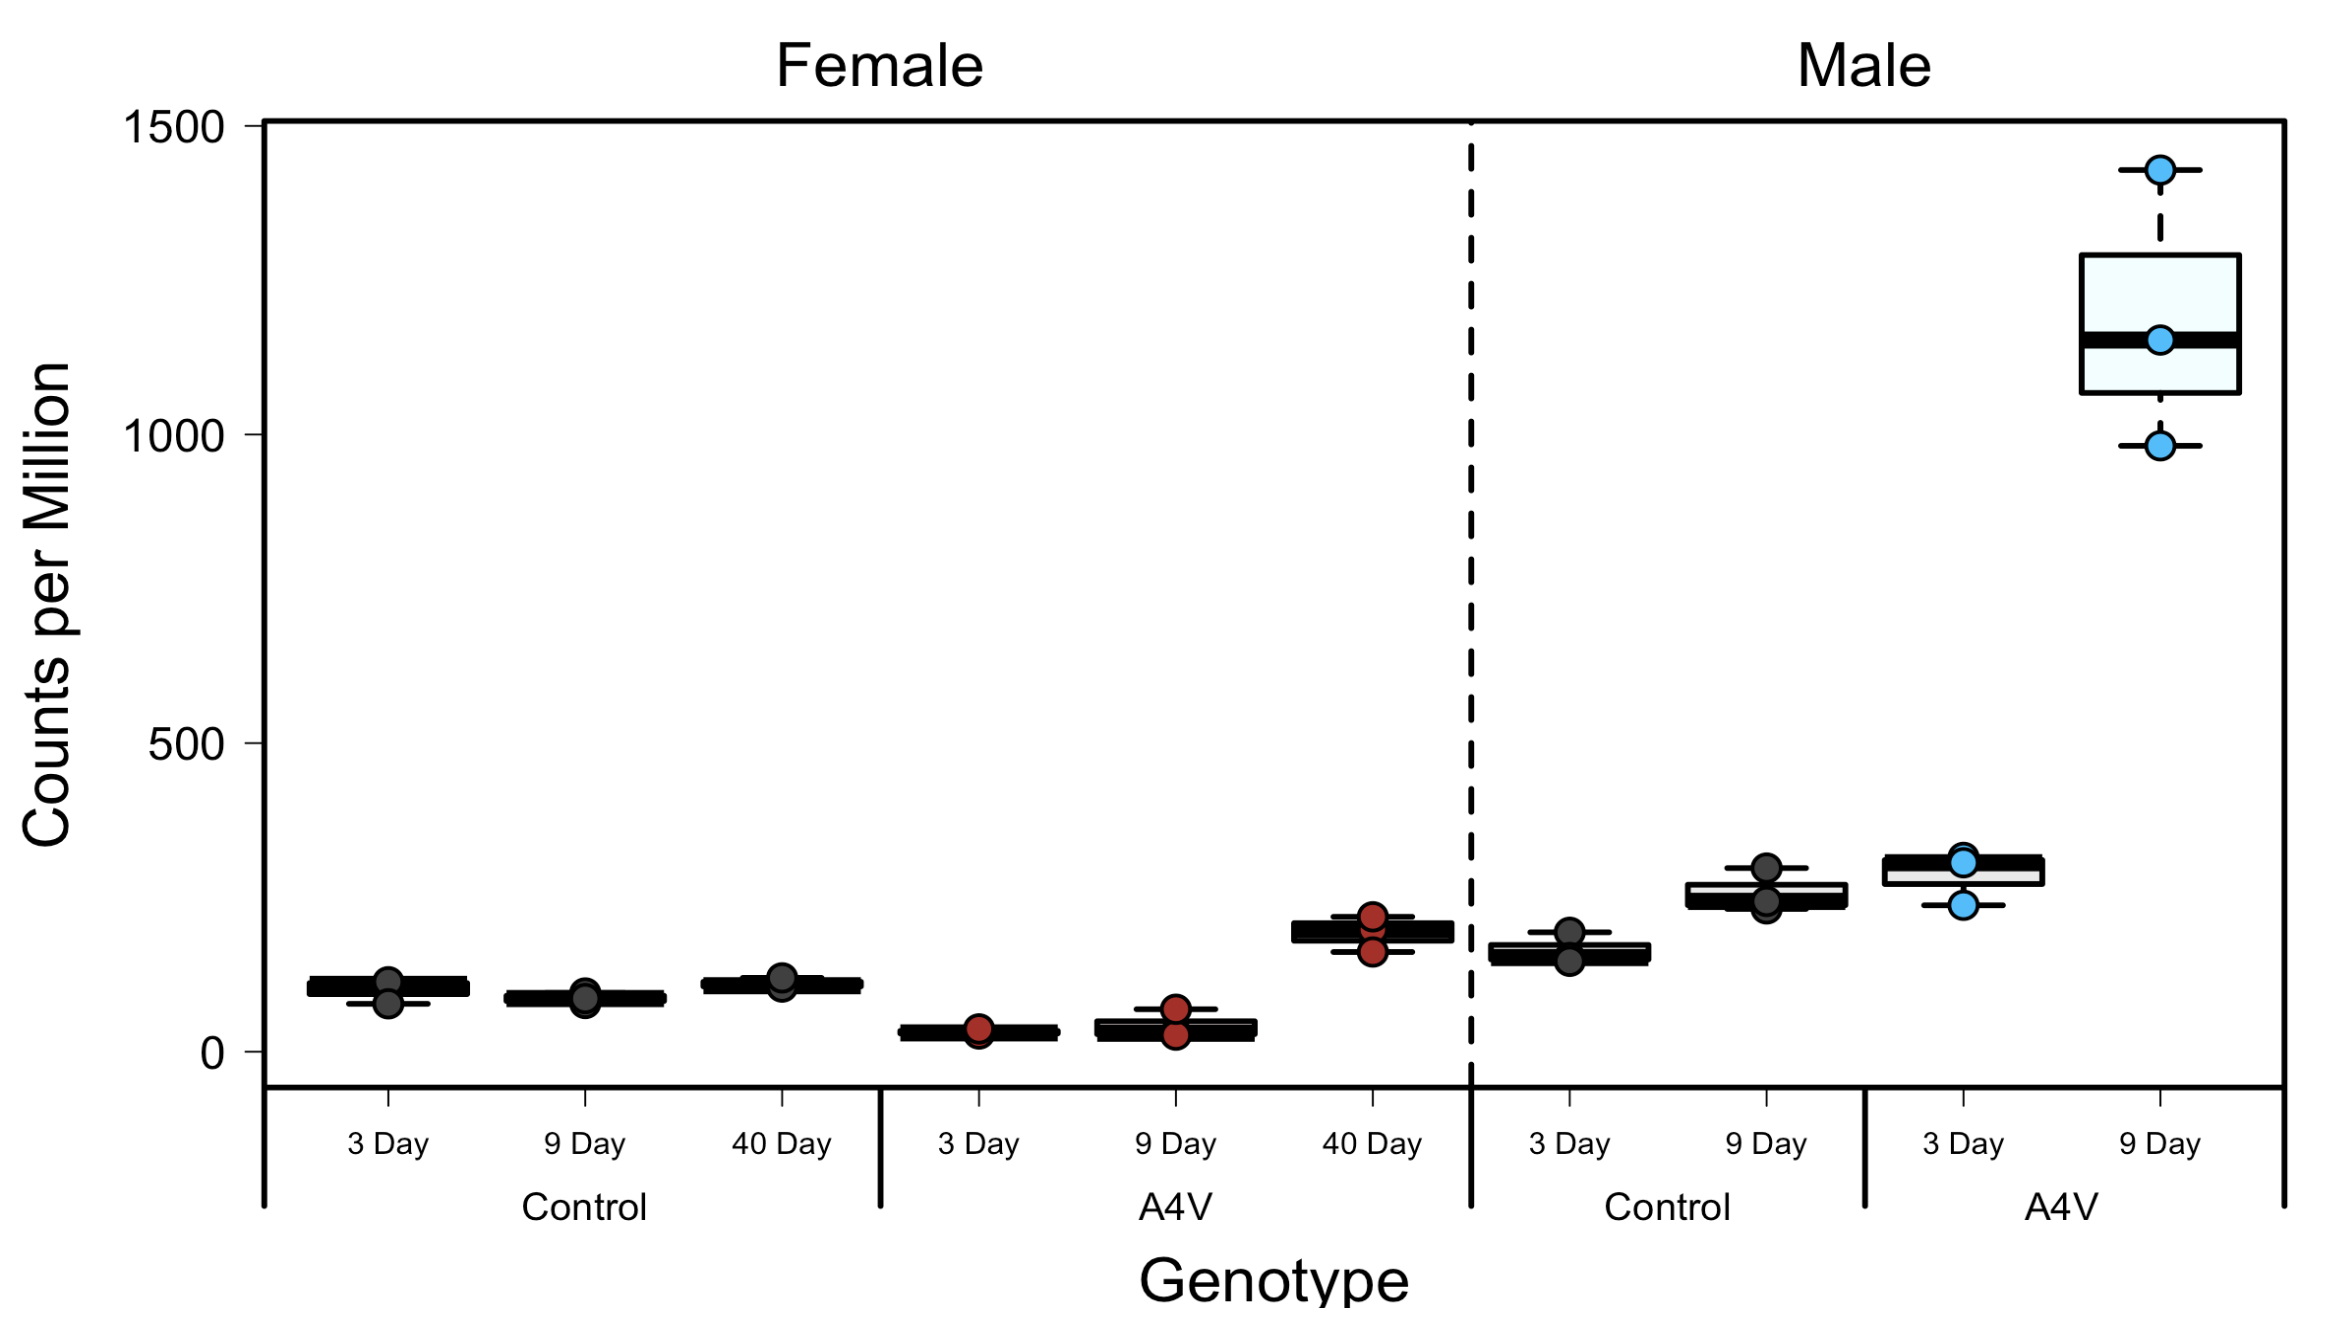 Female Male
1500
1000
500
0
Counts per Million
3 Day 9 Day 40 Day 3 Day 9 Day 40 Day 3 Day 9 Day 3 Day 9 Day
Control A4V Control A4V
Genotype